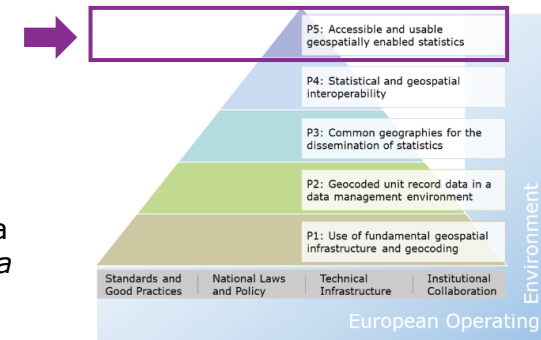 P5: Accessible and usable
geospatially enabled statistics
P4: Statistical and geospatial
interoperability
P3: Common geographies for the
dissemination of statistics
P2: Geocoded unit record data in a
data management environment
P1: Use of fundamental geospatial
infrastructure and geocoding
a
a
Standards and
Good Practices
National Laws
and Policy
Technical
Infrastructure
Institutional
Collaboration
European Operating
Environment